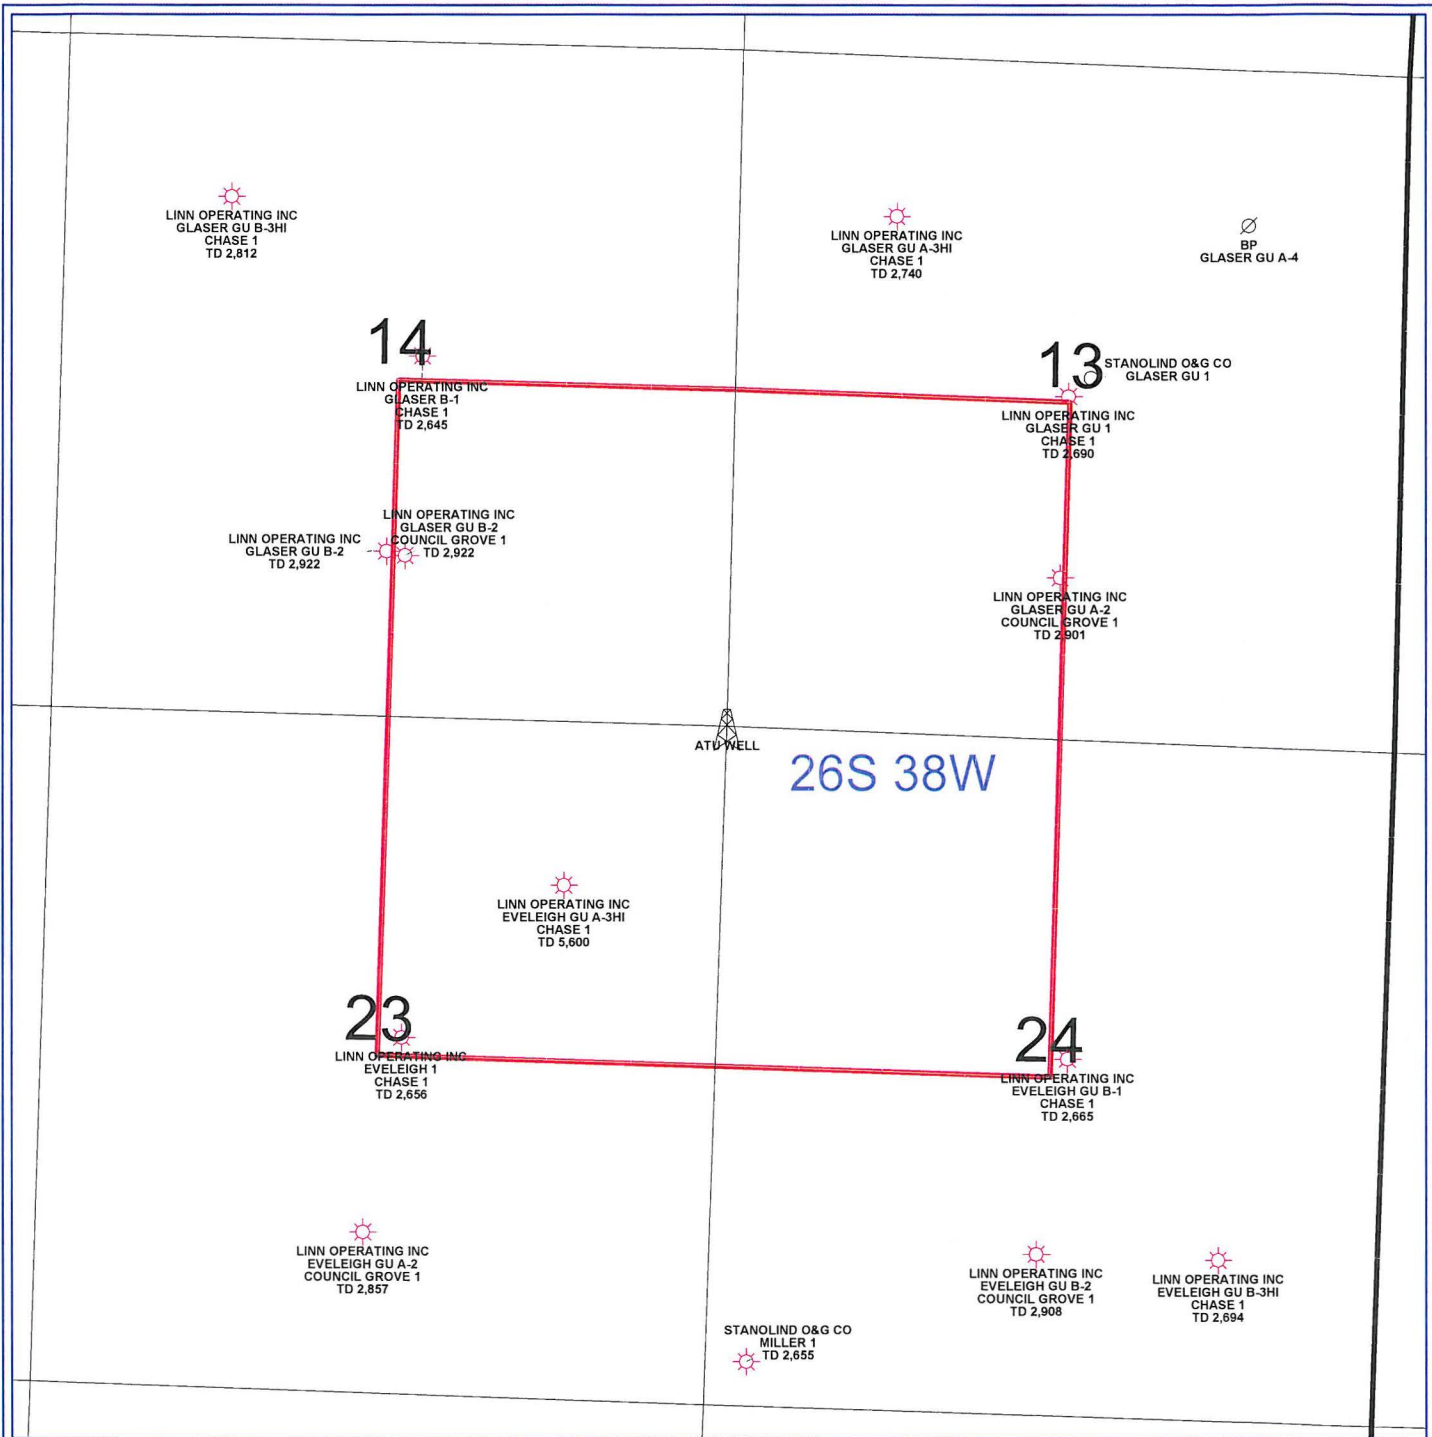 LINN OPERATING INC
GLASER GU B-3HI
CHASE 1
TD 2,812
LINN OPERATING INC
GLASER GU A-3HI
CHASE 1
TD 2,740
BP
GLASER GU A-4
14
LINN OPERATING INC
GLASER B-1
CHASE 1
TD 2,645
13
STANOLIND O&G CO
GLASER GU 1
LINN OPERATING INC
GLASER GU 1
CHASE 1
TD 2,690
LINN OPERATING INC
GLASER GU B-2
TD 2,922
LINN OPERATING INC
GLASER GU B-2
COUNCIL GROVE 1
TD 2,922
LINN OPERATING INC
GLASER GU A-2
COUNCIL GROVE 1
TD 2,901
ATU WELL
26S 38W
LINN OPERATING INC
EVELEIGH GU A-3HI
CHASE 1
TD 5,600
23
LINN OPERATING INC
EVELEIGH 1
CHASE 1
TD 2,656
24
LINN OPERATING INC
EVELEIGH GU B-1
CHASE 1
TD 2,665
LINN OPERATING INC
EVELEIGH GU A-2
COUNCIL GROVE 1
TD 2,857
STANOLIND O&G CO
MILLER 1
TD 2,655
LINN OPERATING INC
EVELEIGH GU B-2
COUNCIL GROVE 1
TD 2,908
LINN OPERATING INC
EVELEIGH GU B-3HI
CHASE 1
TD 2,694